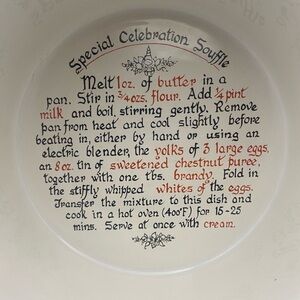 Special Celebration Souffle
Melt 1oz. of butter in a
pan. Stir in 3/4ozs. flour. Add 1/4 pint
milk and boil, stirring gently. Remove
pan from heat and cool slightly before
beating in, either by hand or using an
electric blender, the yolks of 3 large eggs,
an 8oz. tin of sweetened chestnut puree,
together with one tbs. brandy. Fold in
the stiffly whipped whites of the eggs.
Transfer the mixture to this dish and
cook in a hot oven (400°F) for 15-25
mins. Serve at once with cream.